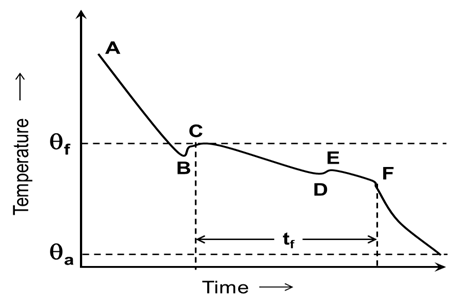 A
C
θf
B
E
F
D
tf
θa
Temperature →
Time →